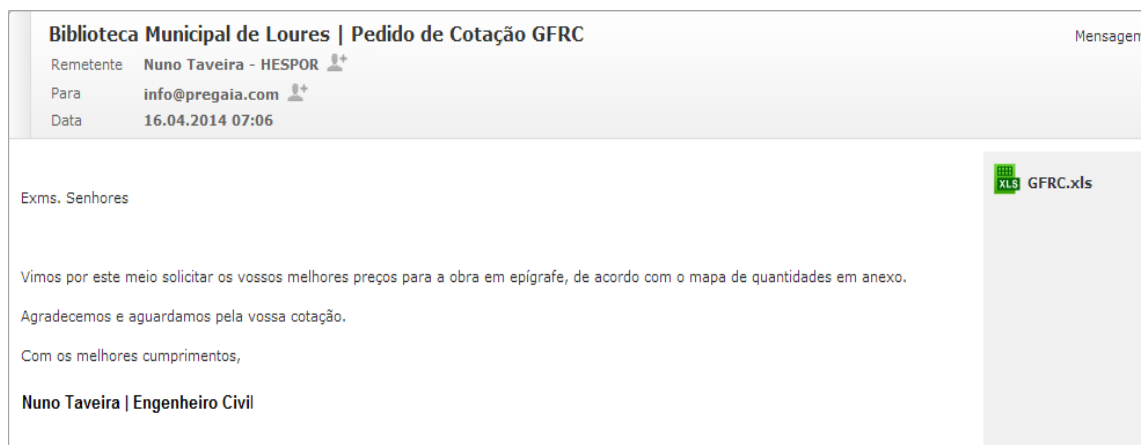 Biblioteca Municipal de Loures | Pedido de Cotação GFRC
Mensagem
Remetente Nuno Taveira - HESPOR
Para info@pregaia.com
Data 16.04.2014 07:06
XLS GFRC.xls
Exms. Senhores
Vimos por este meio solicitar os vossos melhores preços para a obra em epígrafe, de acordo com o mapa de quantidades em anexo.
Agradecemos e aguardamos pela vossa cotação.
Com os melhores cumprimentos,
Nuno Taveira | Engenheiro Civil